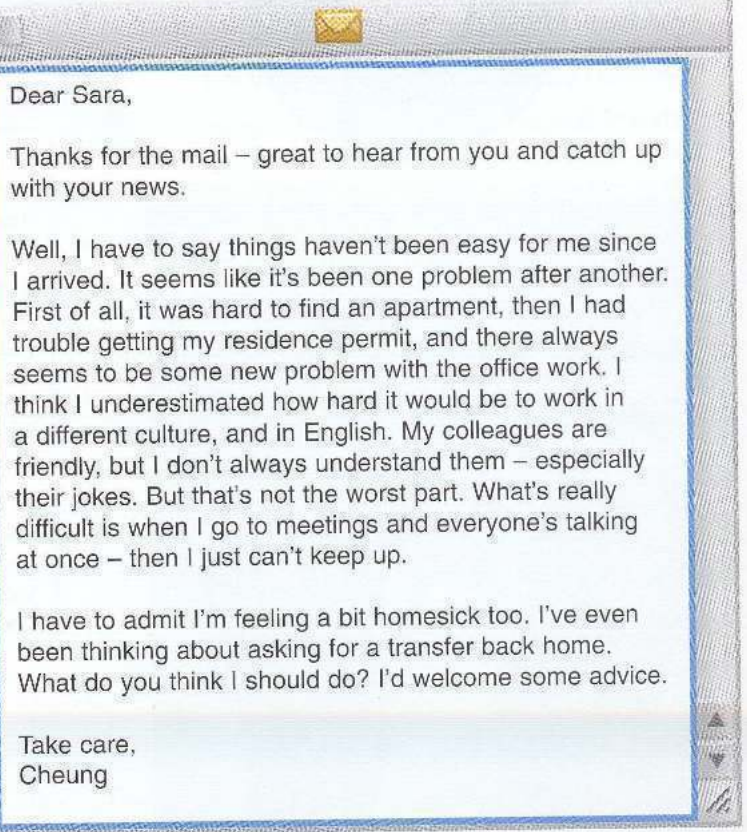 Dear Sara,
Thanks for the mail – great to hear from you and catch up
with your news.
Well, I have to say things haven't been easy for me since
I arrived. It seems like it's been one problem after another.
First of all, it was hard to find an apartment, then I had
trouble getting my residence permit, and there always
seems to be some new problem with the office work. I
think I underestimated how hard it would be to work in
a different culture, and in English. My colleagues are
friendly, but I don't always understand them – especially
their jokes. But that's not the worst part. What's really
difficult is when I go to meetings and everyone's talking
at once – then I just can't keep up.
I have to admit I'm feeling a bit homesick too. I've even
been thinking about asking for a transfer back home.
What do you think I should do? I'd welcome some advice.
Take care,
Cheung